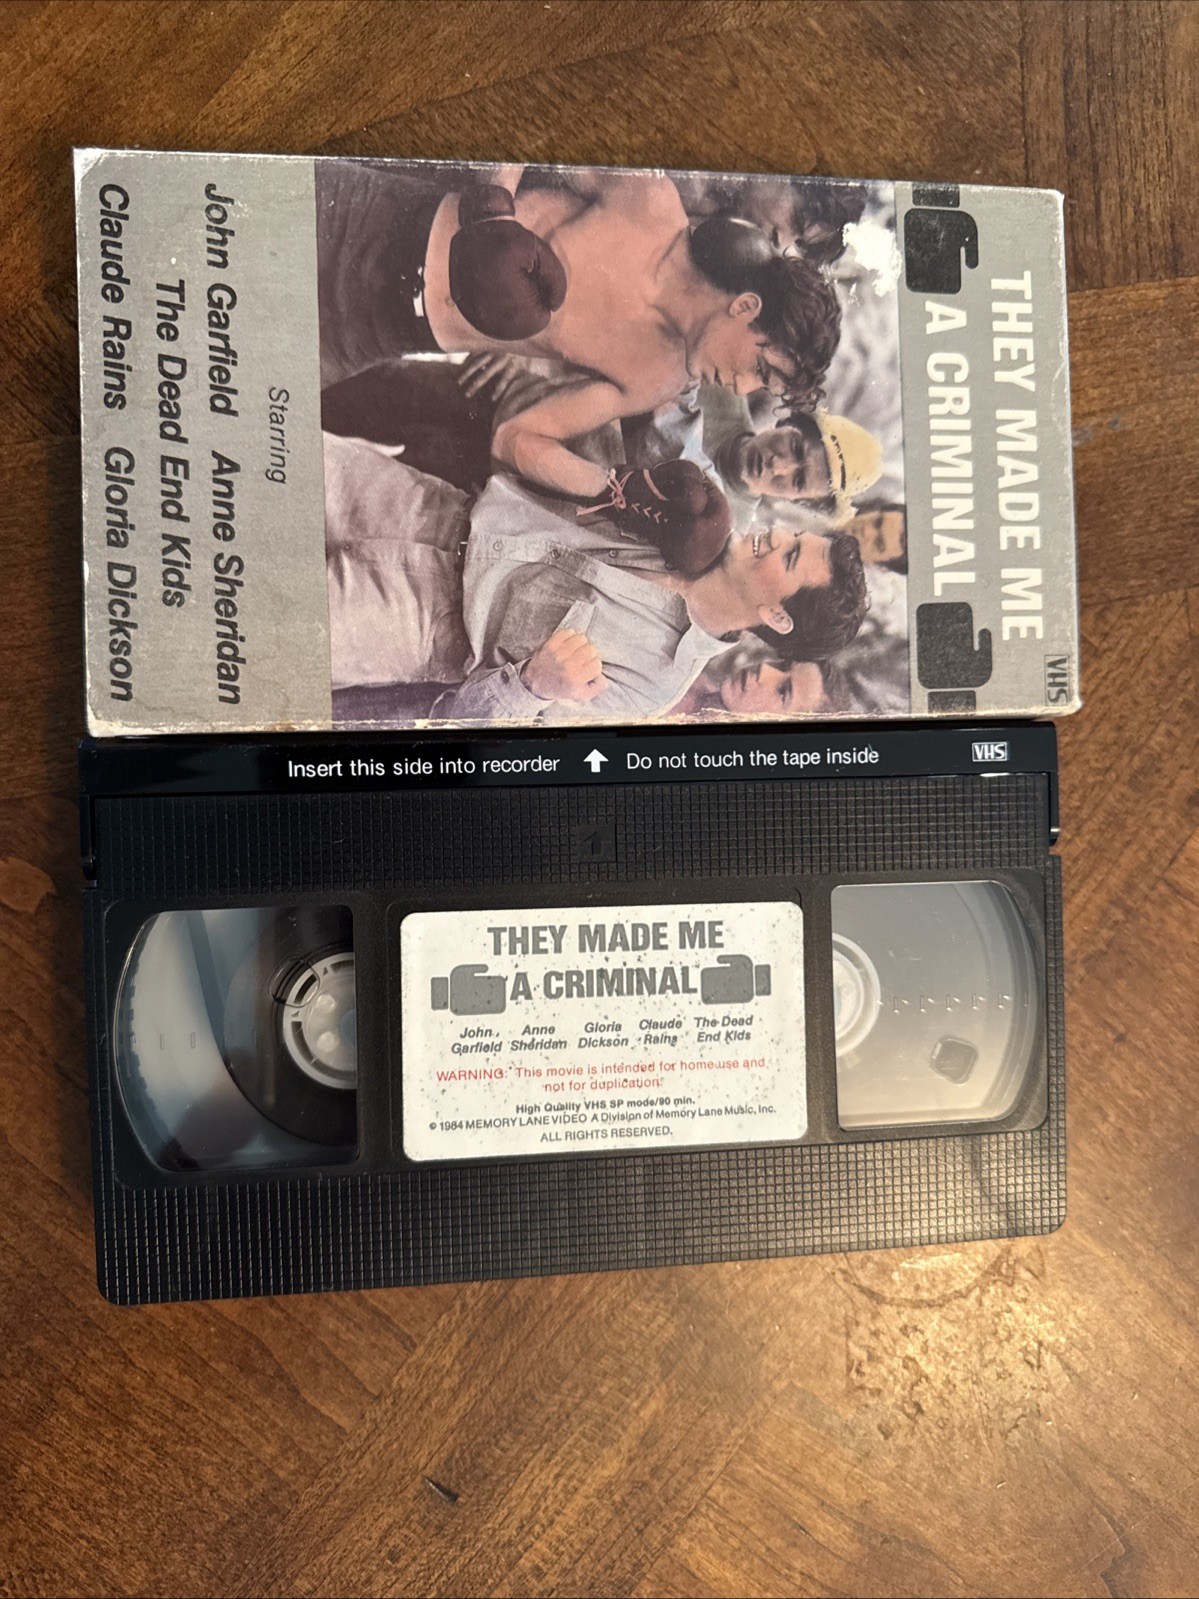 THEY MADE ME
A CRIMINAL
VHS
Starring
John Garfield Anne Sheridan
The Dead End Kids
Claude Rains Gloria Dickson
Insert this side into recorder Do not touch the tape inside VHS
THEY MADE ME
A CRIMINAL
John Anne Gloria Claude The Dead
Garfield Sheridan Dickson Rains End Kids
WARNING: This movie is intended for home use and
not for duplication.
High Quality VHS SP mode/90 min.
© 1984 MEMORY LANE VIDEO A Division of Memory Lane Music, Inc.
ALL RIGHTS RESERVED.